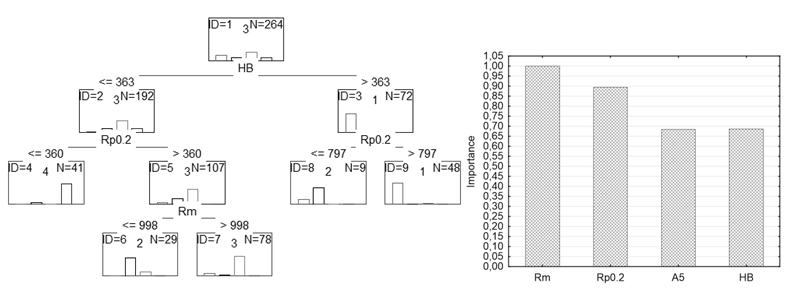 ID=1 3 N=264
HB
<= 363
> 363
ID=2 3 N=192
ID=3 1 N=72
Rp0.2
Rp0.2
<= 360
> 360
<= 797
> 797
ID=4 4 N=41
ID=5 3 N=107
ID=8 2 N=9
ID=9 1 N=48
Rm
<= 998
> 998
ID=6 2 N=29
ID=7 3 N=78
Importance
1,05
1,00
0,95
0,90
0,85
0,80
0,75
0,70
0,65
0,60
0,55
0,50
0,45
0,40
0,35
0,30
0,25
0,20
0,15
0,10
0,05
0,00
Rm Rp0.2 A5 HB